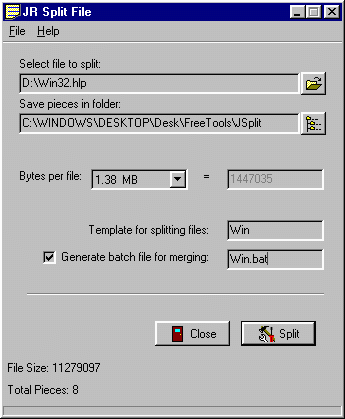 JR Split File
File Help
Select file to split:
D:\Win32.hlp
Save pieces in folder:
C:\WINDOWS\DESKTOP\Desk\FreeTools\JSplit
Bytes per file: 1.38 MB = 1447035
Template for splitting files: Win
Generate batch file for merging: Win.bat
Close Split
File Size: 11279097
Total Pieces: 8